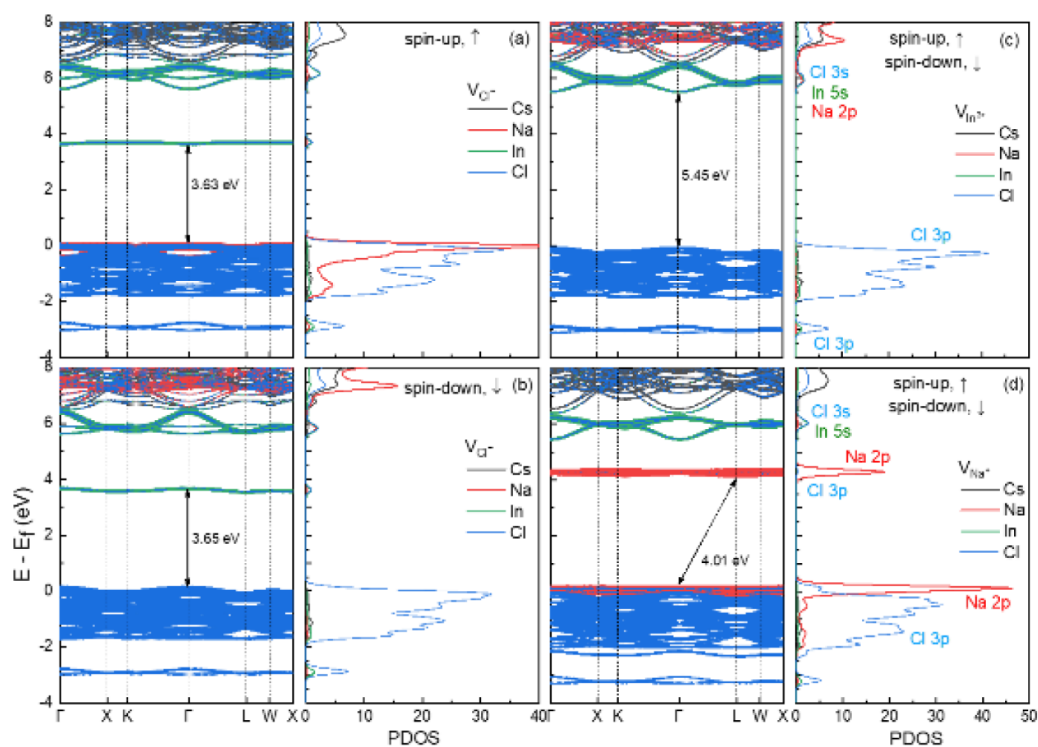 8
6
4
2
0
-2
-4
3.63 eV
spin-up, ↑ (a)
V_Cl⁻
Cs
Na
In
Cl
0 10 20 30 40
5.45 eV
spin-up, ↑ (c)
spin-down, ↓
Cl 3s
In 5s
Na 2p
V_In³⁺
Cs
Na
In
Cl
Cl 3p
Cl 3p
8
6
4
2
0
-2
-4
E - E_f (eV)
3.65 eV
Γ X K Γ L W X
spin-down, ↓ (b)
V_Cl⁻
Cs
Na
In
Cl
0 10 20 30 40
PDOS
4.01 eV
Γ X K Γ L W X
spin-up, ↑ (d)
spin-down, ↓
Cl 3s
In 5s
Na 2p
Cl 3p
V_Na⁺
Cs
Na
In
Cl
Na 2p
Cl 3p
0 10 20 30 40 50
PDOS